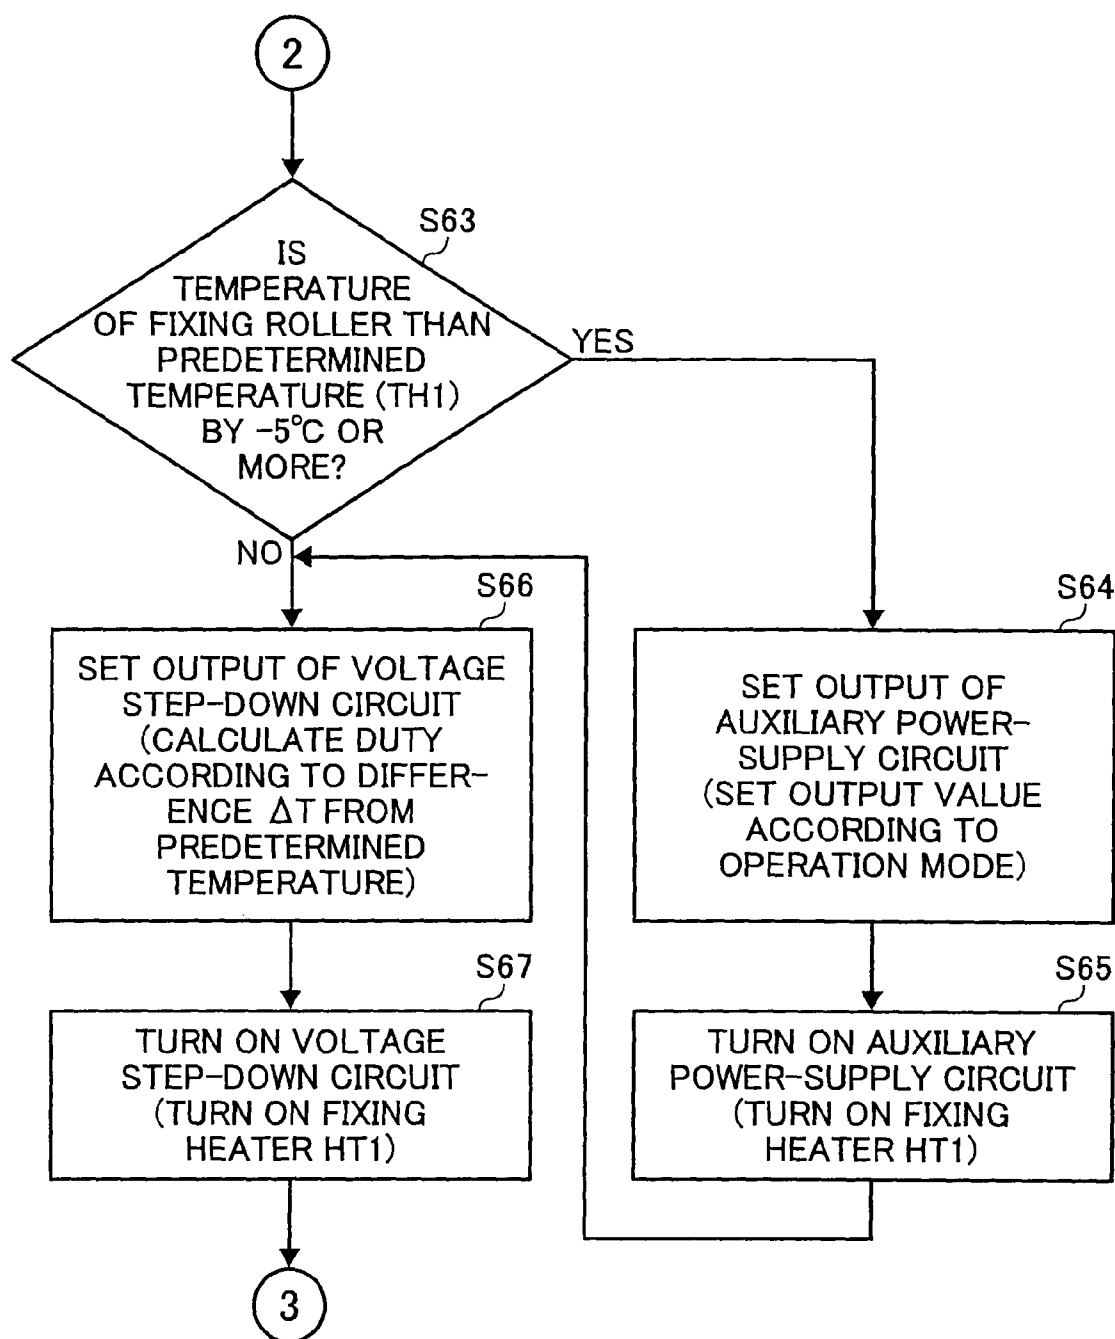 2
S63
IS
TEMPERATURE
OF FIXING ROLLER THAN
PREDETERMINED
TEMPERATURE (TH1)
BY -5°C OR
MORE?
YES
NO
S66
SET OUTPUT OF VOLTAGE
STEP-DOWN CIRCUIT
(CALCULATE DUTY
ACCORDING TO DIFFER-
ENCE ΔT FROM
PREDETERMINED
TEMPERATURE)
S64
SET OUTPUT OF
AUXILIARY POWER-
SUPPLY CIRCUIT
(SET OUTPUT VALUE
ACCORDING TO
OPERATION MODE)
S67
TURN ON VOLTAGE
STEP-DOWN CIRCUIT
(TURN ON FIXING
HEATER HT1)
S65
TURN ON AUXILIARY
POWER-SUPPLY CIRCUIT
(TURN ON FIXING
HEATER HT1)
3